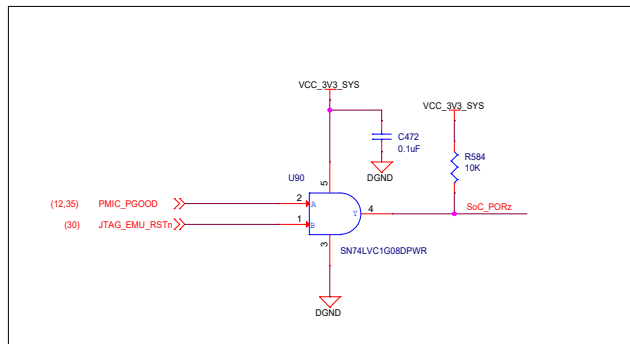 VCC_3V3_SYS
VCC_3V3_SYS
C472
0.1uF
R584
10K
DGND
U90
5
(12,35) PMIC_PGOOD
2
A
Y
4
SoC_PORz
(30) JTAG_EMU_RSTn
1
B
3
SN74LVC1G08DPWR
DGND